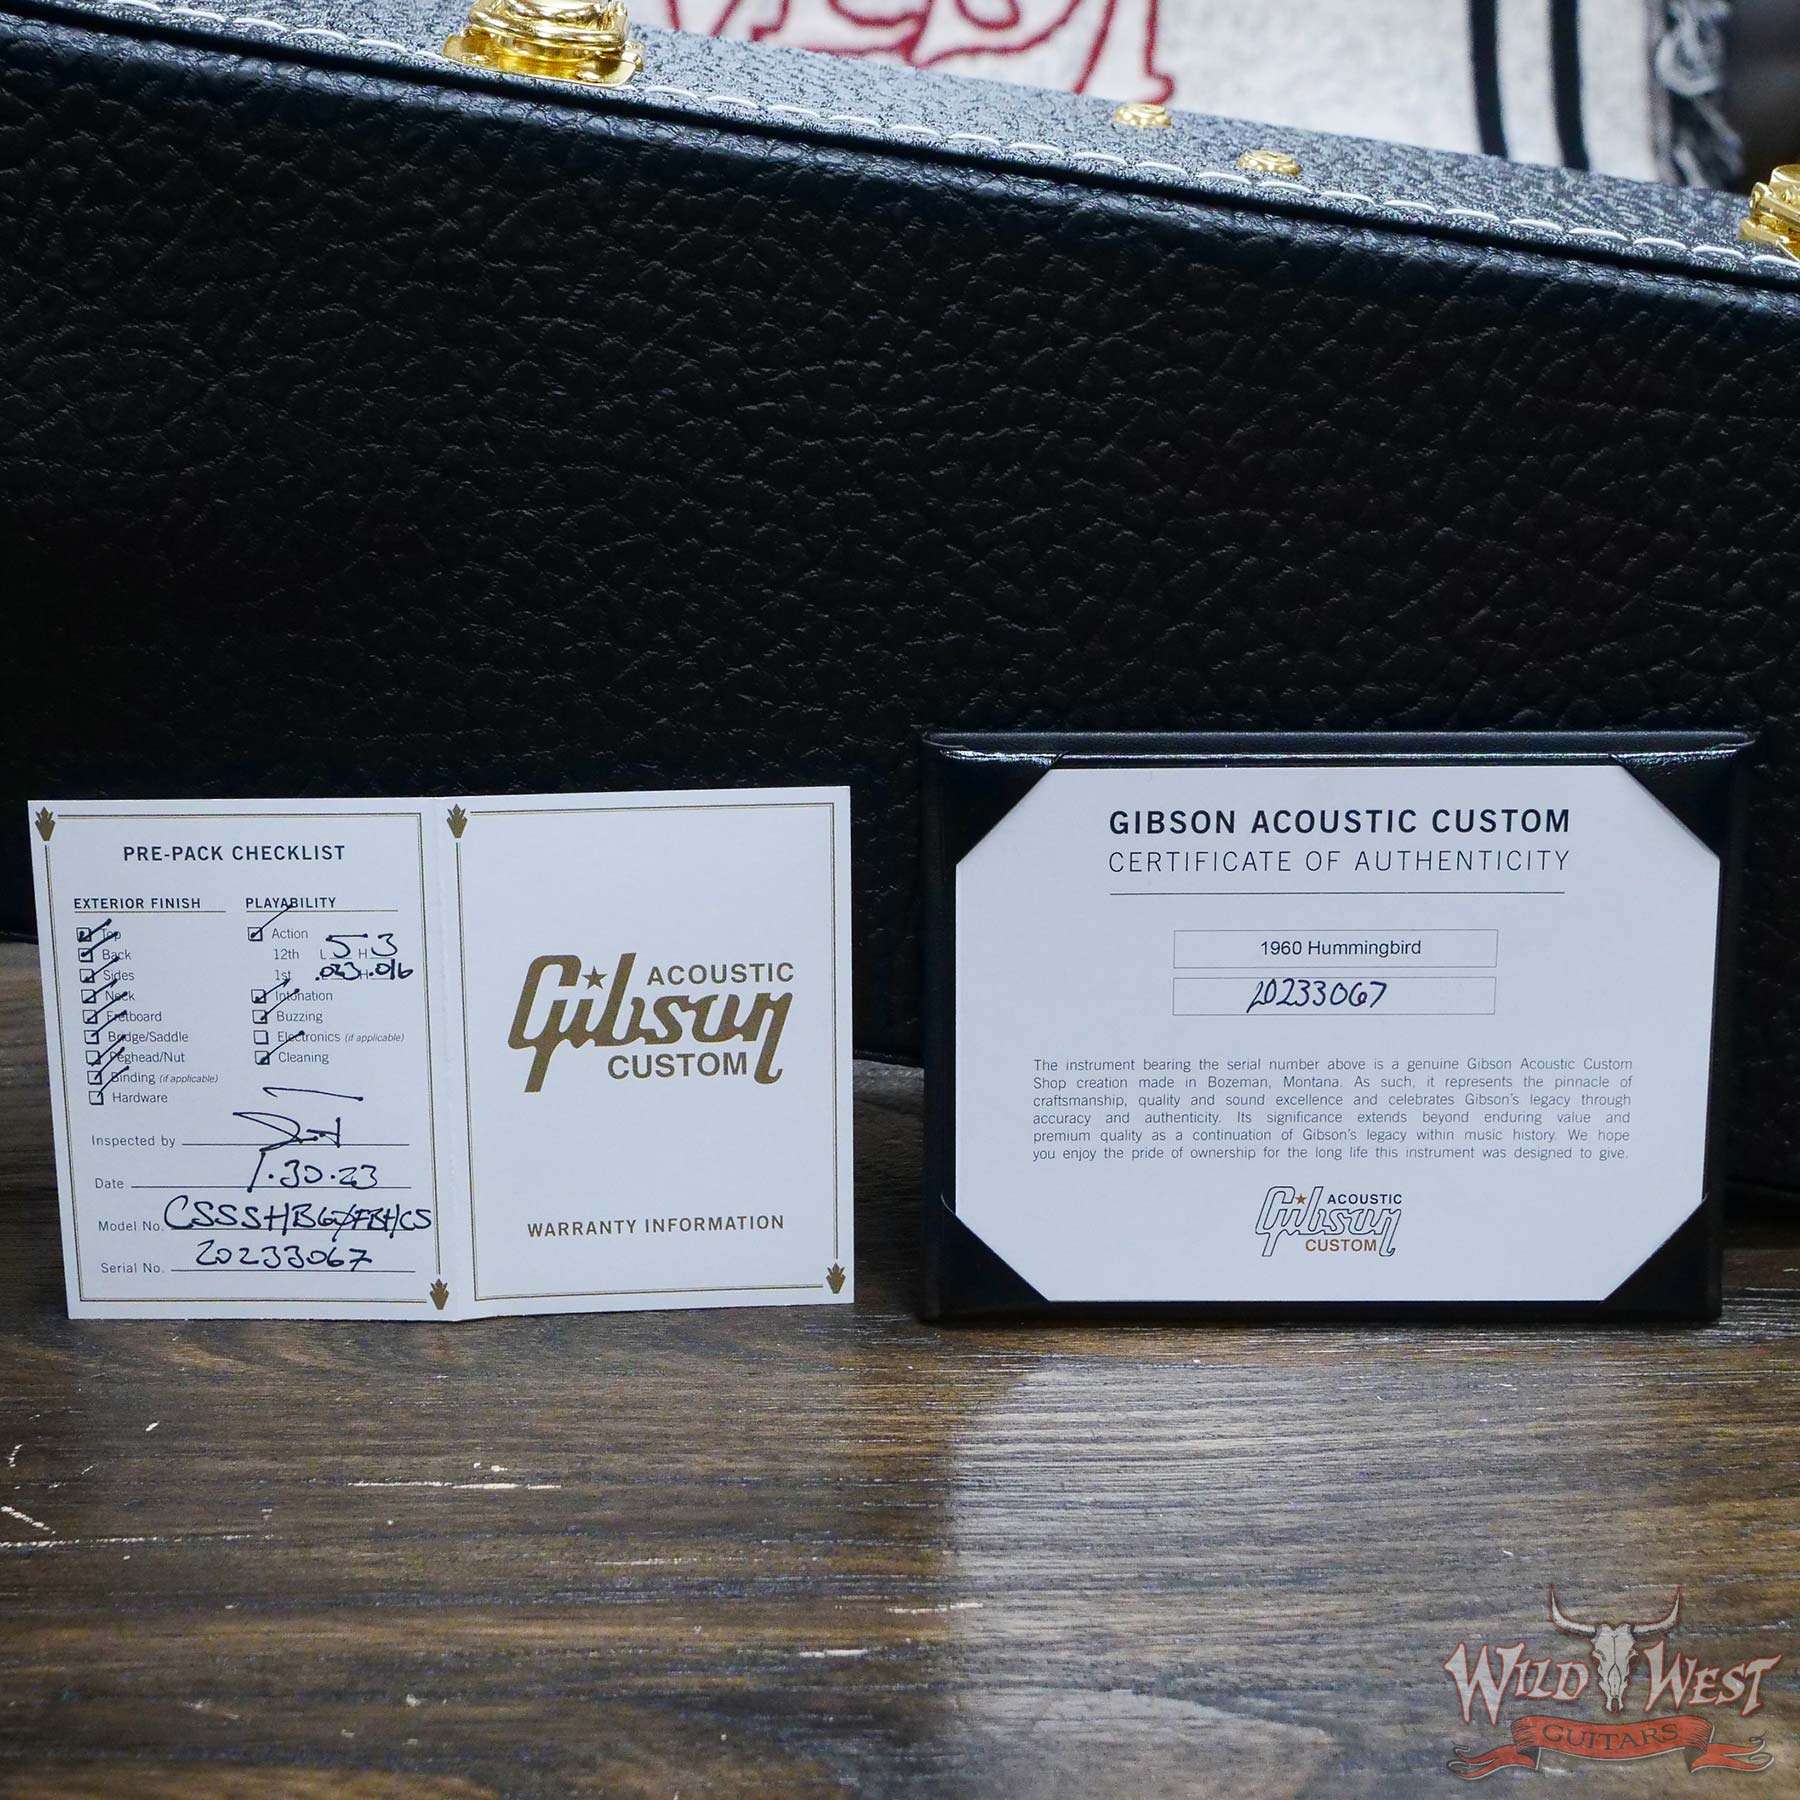 PRE-PACK CHECKLIST
EXTERIOR FINISH
Top
Back
Sides
Neck
Fretboard
Bridge/Saddle
Peghead/Nut
Binding (if applicable)
Hardware
PLAYABILITY
Action
12th L 5 H 3
1st L .023 H .016
Intonation
Buzzing
Electronics (if applicable)
Cleaning
Inspected by
Date 1.30.23
Model No.
Serial No. 20233067
Gibson
ACOUSTIC
CUSTOM
WARRANTY INFORMATION
GIBSON ACOUSTIC CUSTOM
CERTIFICATE OF AUTHENTICITY
1960 Hummingbird
20233067
The instrument bearing the serial number above is a genuine Gibson Acoustic Custom
Shop creation made in Bozeman, Montana. As such, it represents the pinnacle of
craftsmanship, quality and sound excellence and celebrates Gibson's legacy through
accuracy and authenticity. Its significance extends beyond enduring value and
premium quality as a continuation of Gibson's legacy within music history. We hope
you enjoy the pride of ownership for the long life this instrument was designed to give.
Gibson
ACOUSTIC
CUSTOM
WILD WEST
GUITARS